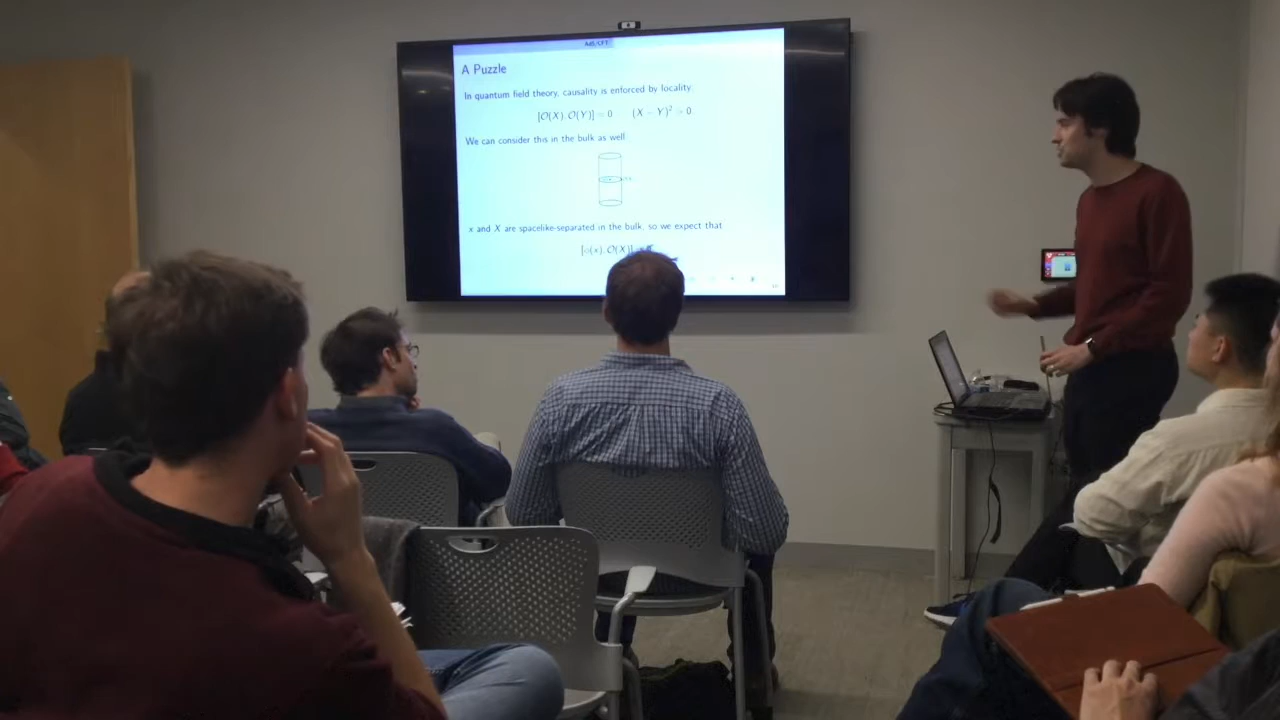 AdS/CFT
A Puzzle
In quantum field theory, causality is enforced by locality:
[O(X), O(Y)] = 0 (X − Y)² > 0
We can consider this in the bulk as well
x and X are spacelike-separated in the bulk, so we expect that
[ϕ(x), O(X)] = 0